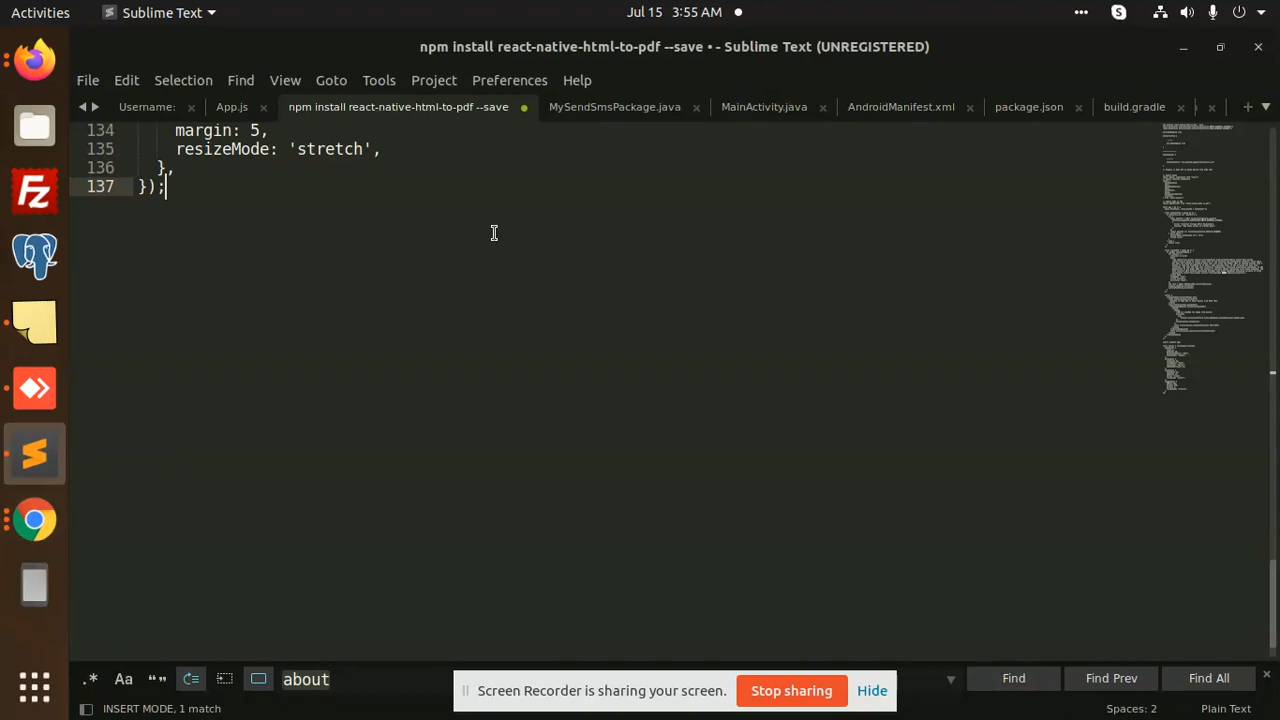 Activities Sublime Text Jul 15 3:55 AM
npm install react-native-html-to-pdf --save • - Sublime Text (UNREGISTERED)
File Edit Selection Find View Goto Tools Project Preferences Help
Username: App.js npm install react-native-html-to-pdf --save MySendSmsPackage.java MainActivity.java AndroidManifest.xml package.json build.gradle
134 margin: 5,
135 resizeMode: 'stretch',
136 },
137 });
.* Aa “” about Find Find Prev Find All
Screen Recorder is sharing your screen. Stop sharing Hide
INSERT MODE, 1 match Spaces: 2 Plain Text